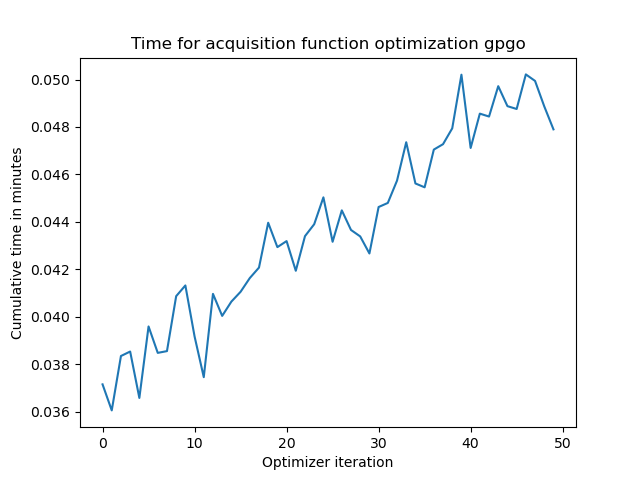 Time for acquisition function optimization gpgo
Cumulative time in minutes
0.050
0.048
0.046
0.044
0.042
0.040
0.038
0.036
0 10 20 30 40 50
Optimizer iteration